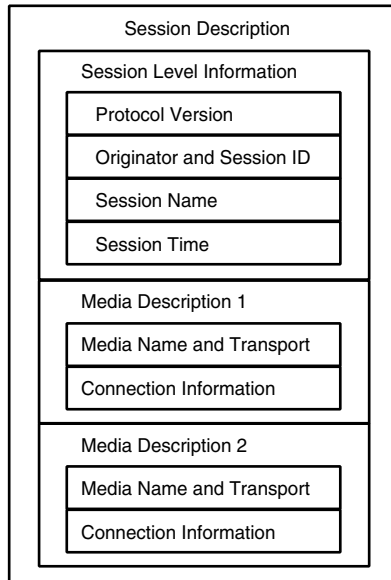 Session Description
Session Level Information
Protocol Version
Originator and Session ID
Session Name
Session Time
Media Description 1
Media Name and Transport
Connection Information
Media Description 2
Media Name and Transport
Connection Information